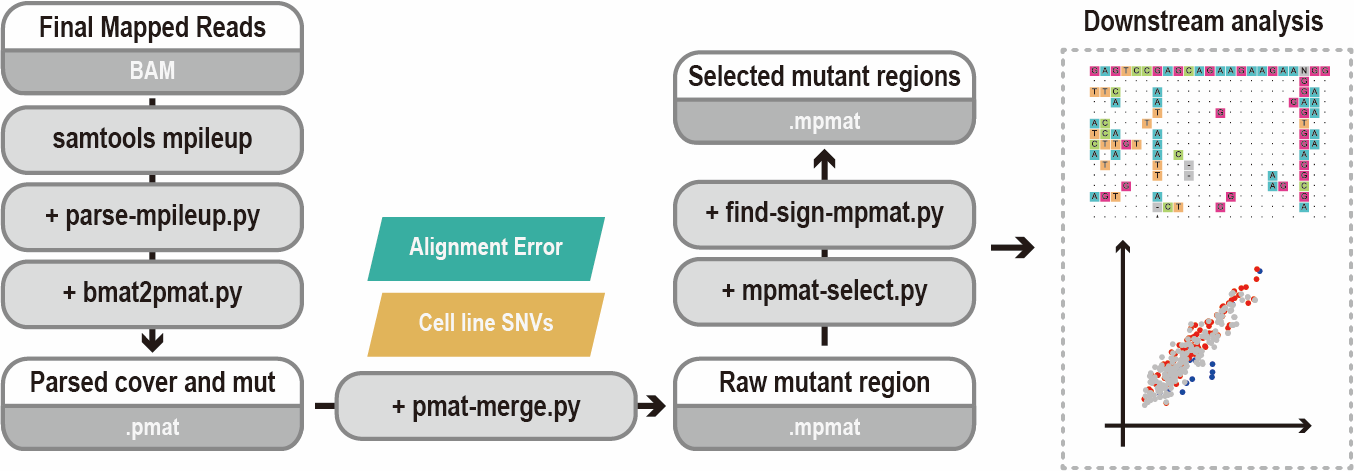 Final Mapped Reads
BAM
samtools mpileup
+ parse-mpileup.py
+ bmat2pmat.py
Parsed cover and mut
.pmat
Alignment Error
Cell line SNVs
+ pmat-merge.py
Selected mutant regions
.mpmat
+ find-sign-mpmat.py
+ mpmat-select.py
Raw mutant region
.mpmat
Downstream analysis
GAGTCCGAGCAGAAGAAGAANGG